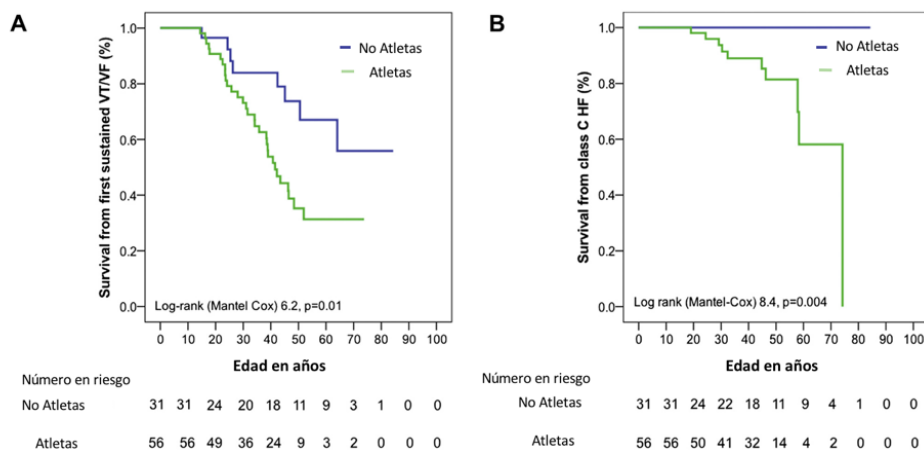 A
Survival from first sustained VT/VF (%)
1.0
0.8
0.6
0.4
0.2
0.0
No Atletas
Atletas
Log-rank (Mantel Cox) 6.2, p=0.01
0 10 20 30 40 50 60 70 80 90 100
Edad en años
Número en riesgo
No Atletas 31 31 24 20 18 11 9 3 1 0 0
Atletas 56 56 49 36 24 9 3 2 0 0 0
B
Survival from class C HF (%)
1.0
0.8
0.6
0.4
0.2
0.0
No Atletas
Atletas
Log rank (Mantel-Cox) 8.4, p=0.004
0 10 20 30 40 50 60 70 80 90 100
Edad en años
Número en riesgo
No Atletas 31 31 24 22 18 11 9 4 1 0 0
Atletas 56 56 50 41 32 14 4 2 0 0 0